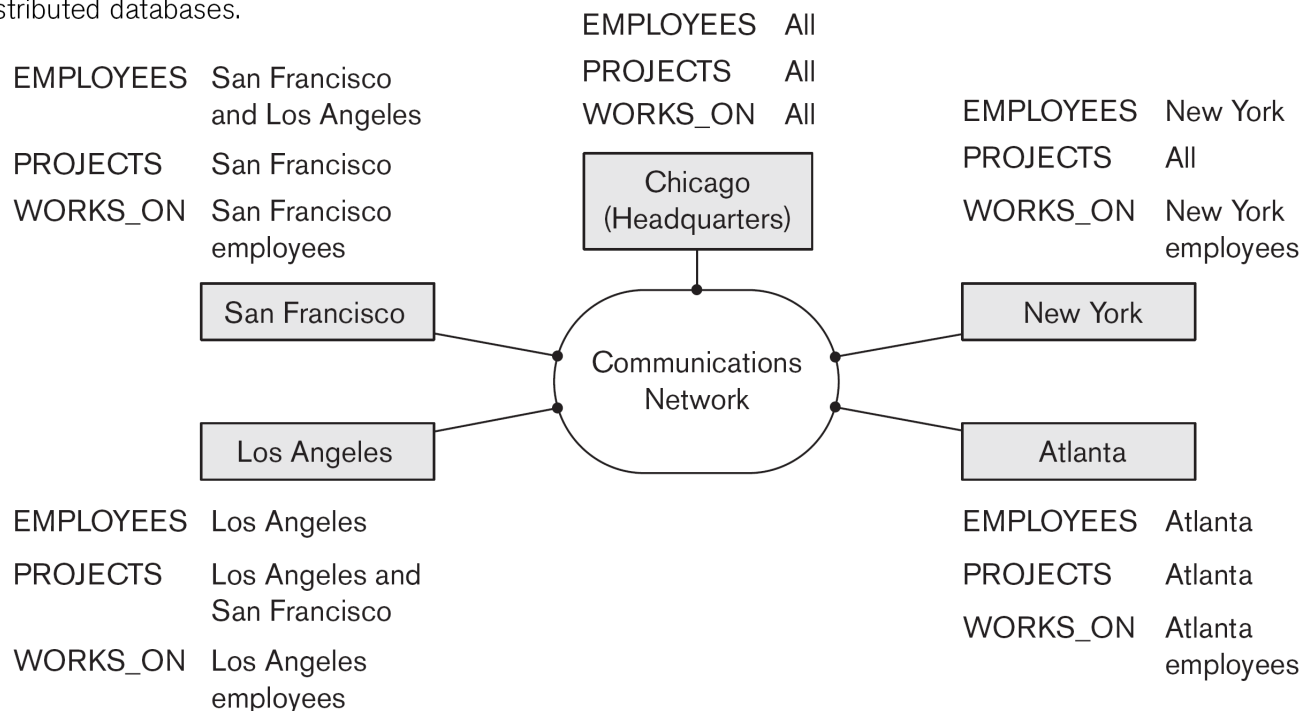 stributed databases.
EMPLOYEES All
PROJECTS All
WORKS_ON All
EMPLOYEES San Francisco
and Los Angeles
PROJECTS San Francisco
WORKS_ON San Francisco
employees
EMPLOYEES New York
PROJECTS All
WORKS_ON New York
employees
Chicago
(Headquarters)
San Francisco
New York
Communications
Network
Los Angeles
Atlanta
EMPLOYEES Los Angeles
PROJECTS Los Angeles and
San Francisco
WORKS_ON Los Angeles
employees
EMPLOYEES Atlanta
PROJECTS Atlanta
WORKS_ON Atlanta
employees